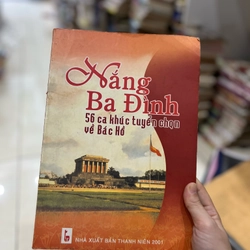 Nắng
Ba Đình
56 ca khúc tuyển chọn
về Bác Hồ
NHÀ XUẤT BẢN THANH NIÊN 2001